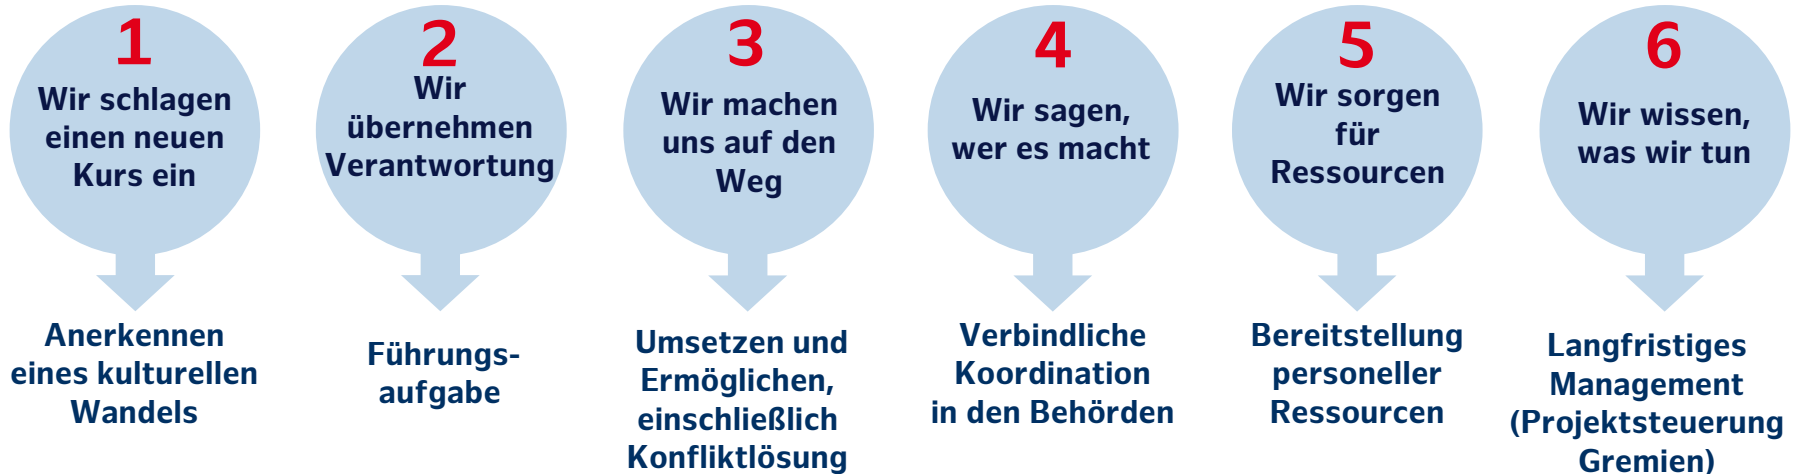 1
Wir schlagen
einen neuen
Kurs ein
Anerkennen
eines kulturellen
Wandels
2
Wir
übernehmen
Verantwortung
Führungs-
aufgabe
3
Wir machen
uns auf den
Weg
Umsetzen und
Ermöglichen,
einschließlich
Konfliktlösung
4
Wir sagen,
wer es macht
Verbindliche
Koordination
in den Behörden
5
Wir sorgen
für
Ressourcen
Bereitstellung
personeller
Ressourcen
6
Wir wissen,
was wir tun
Langfristiges
Management
(Projektsteuerung
Gremien)